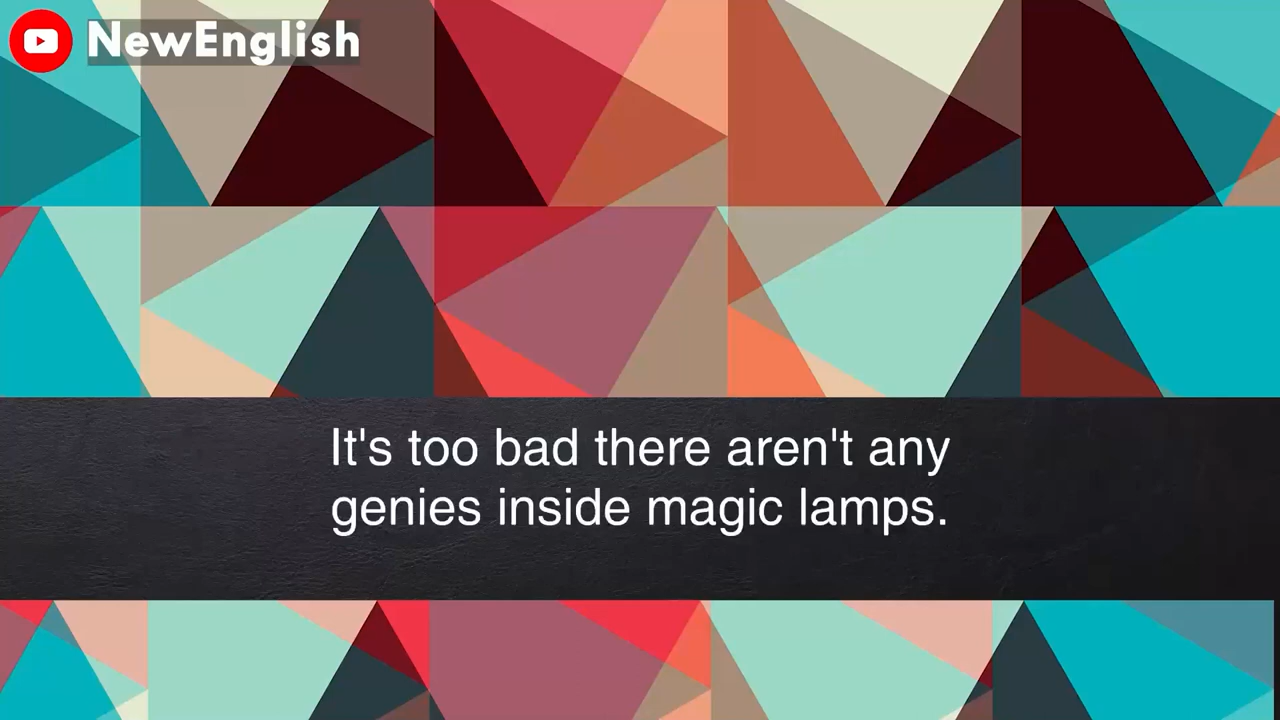 NewEnglish
It's too bad there aren't any
genies inside magic lamps.